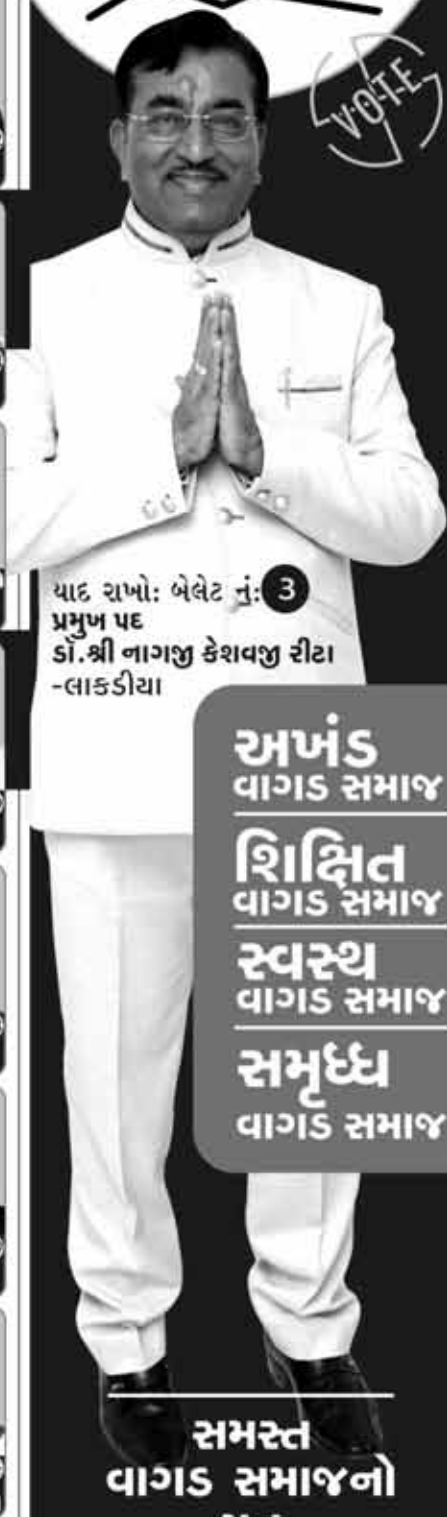 VOTE
યાદ રાખો: બેલેટ નું: 3
પ્રમુખ પદ
ડૉ.શ્રી નાગજી કેશવજી રીટા
-લાકડીયા
અખંડ
વાગડ સમાજ
શિક્ષિત
વાગડ સમાજ
સ્વસ્થ
વાગડ સમાજ
સમૃધ્ધ
વાગડ સમાજ
સમસ્ત
વાગડ સમાજનો